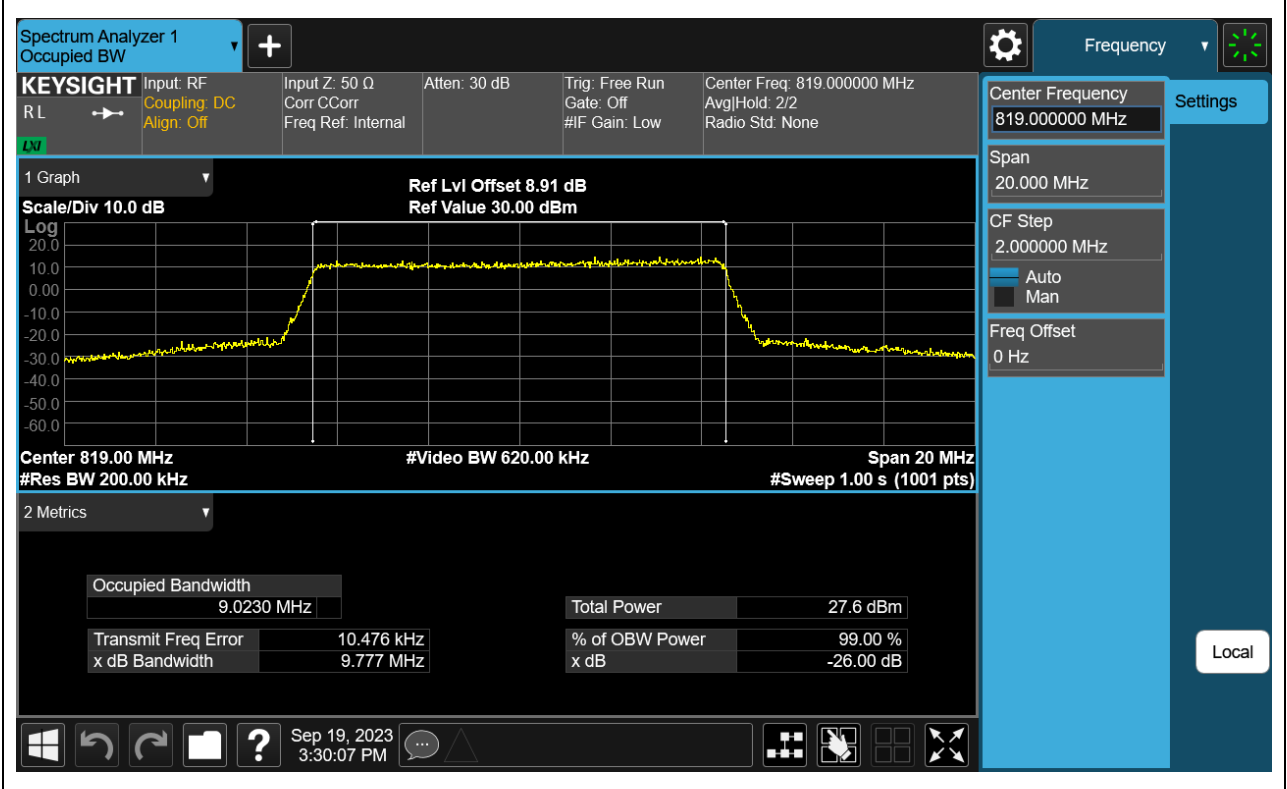 Spectrum Analyzer 1
Occupied BW
Frequency
KEYSIGHT
R L
LXI
Input: RF
Coupling: DC
Align: Off
Input Z: 50 Ω
Corr CCorr
Freq Ref: Internal
Atten: 30 dB
Trig: Free Run
Gate: Off
#IF Gain: Low
Center Freq: 819.000000 MHz
Avg|Hold: 2/2
Radio Std: None
Center Frequency
819.000000 MHz
Settings
Span
20.000 MHz
CF Step
2.000000 MHz
Auto
Man
Freq Offset
0 Hz
Local
1 Graph
Scale/Div 10.0 dB
Ref Lvl Offset 8.91 dB
Ref Value 30.00 dBm
Log
20.0
10.0
0.00
-10.0
-20.0
-30.0
-40.0
-50.0
-60.0
Center 819.00 MHz
#Video BW 620.00 kHz
Span 20 MHz
#Res BW 200.00 kHz
#Sweep 1.00 s (1001 pts)
2 Metrics
Occupied Bandwidth
9.0230 MHz
Total Power 27.6 dBm
Transmit Freq Error 10.476 kHz
% of OBW Power 99.00 %
x dB Bandwidth 9.777 MHz
x dB -26.00 dB
?
Sep 19, 2023
3:30:07 PM